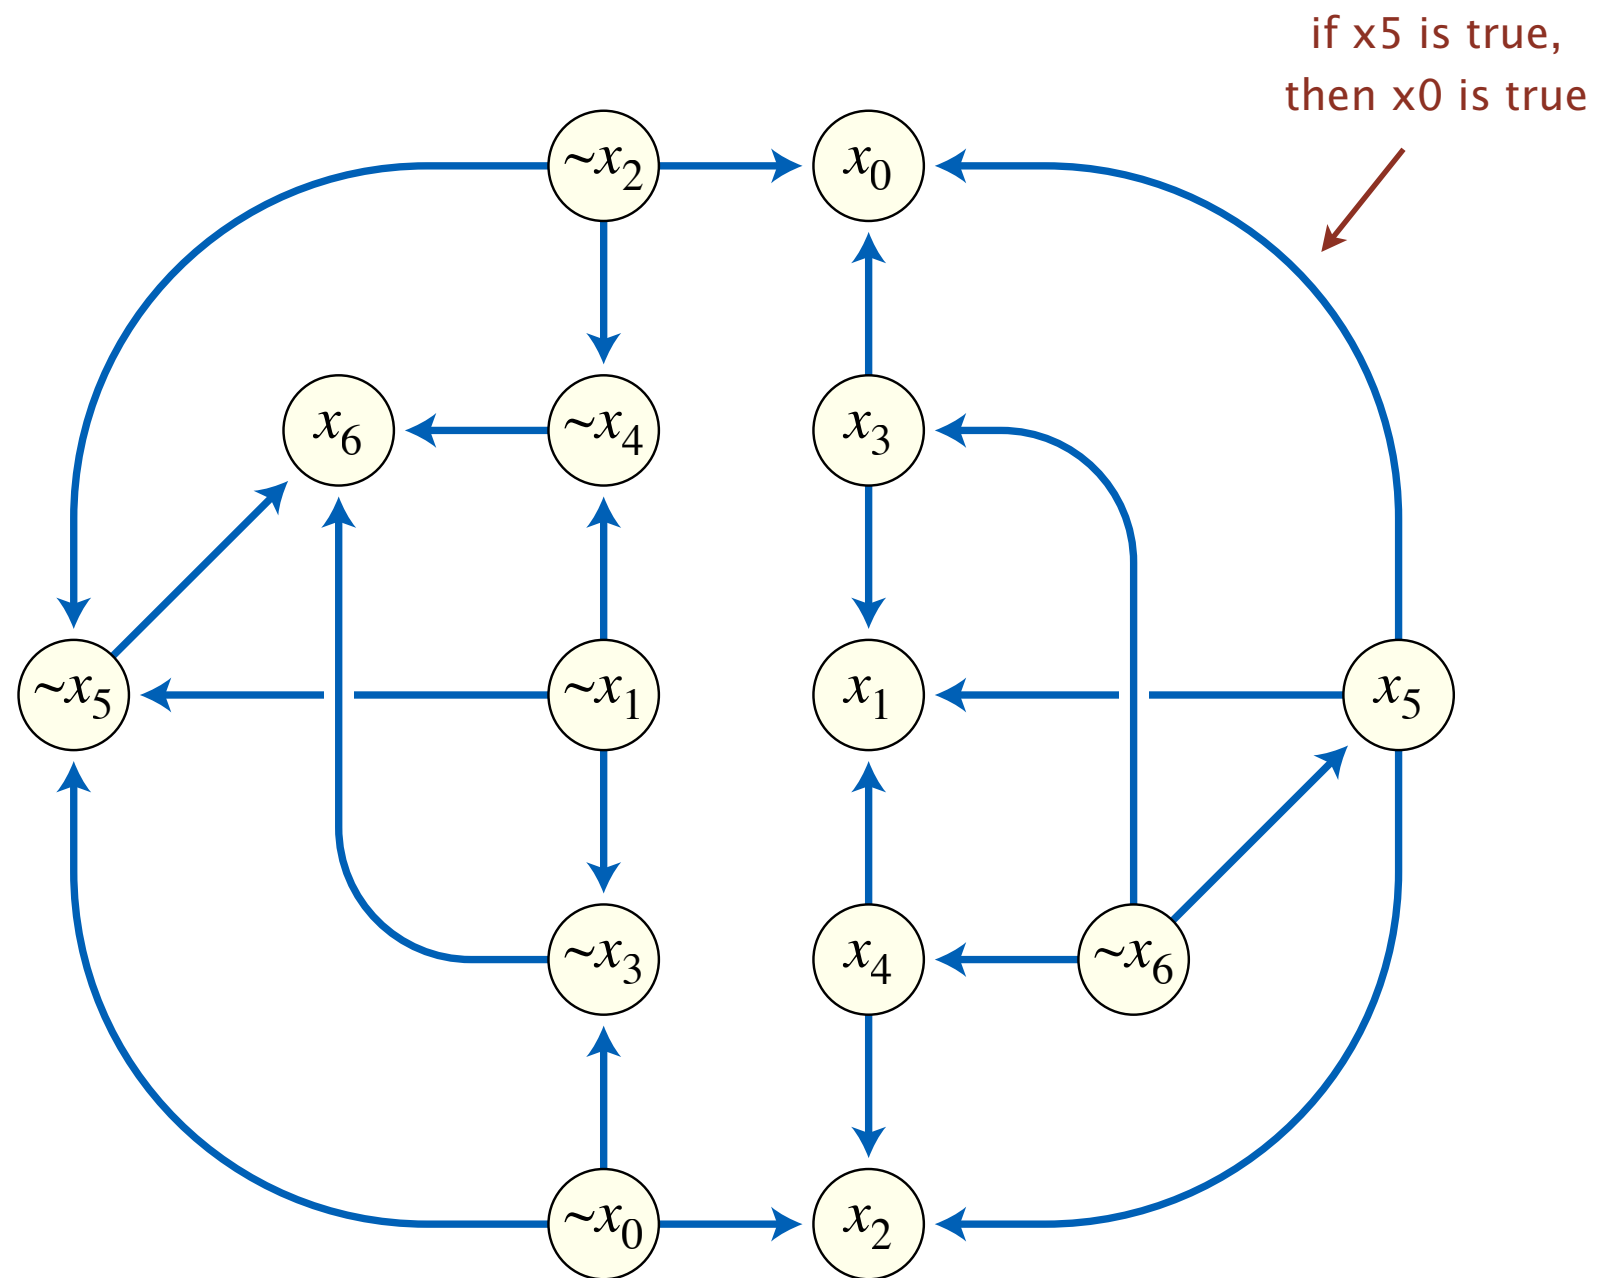 if x5 is true,
then x0 is true
~x2
x0
x6
~x4
x3
~x5
~x1
x1
x5
~x3
x4
~x6
~x0
x2